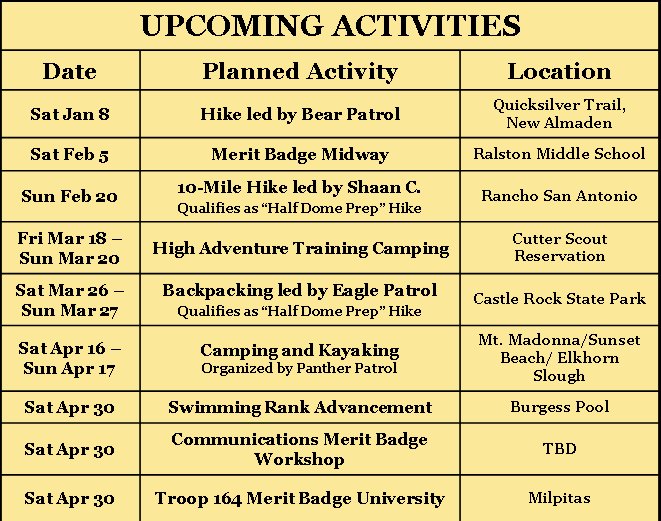 UPCOMING ACTIVITIES
Date
Planned Activity
Location
Sat Jan 8
Hike led by Bear Patrol
Quicksilver Trail,
New Almaden
Sat Feb 5
Merit Badge Midway
Ralston Middle School
Sun Feb 20
10-Mile Hike led by Shaan C.
Qualifies as “Half Dome Prep” Hike
Rancho San Antonio
Fri Mar 18 –
Sun Mar 20
High Adventure Training Camping
Cutter Scout
Reservation
Sat Mar 26 –
Sun Mar 27
Backpacking led by Eagle Patrol
Qualifies as “Half Dome Prep” Hike
Castle Rock State Park
Sat Apr 16 –
Sun Apr 17
Camping and Kayaking
Organized by Panther Patrol
Mt. Madonna/Sunset
Beach/ Elkhorn
Slough
Sat Apr 30
Swimming Rank Advancement
Burgess Pool
Sat Apr 30
Communications Merit Badge
Workshop
TBD
Sat Apr 30
Troop 164 Merit Badge University
Milpitas